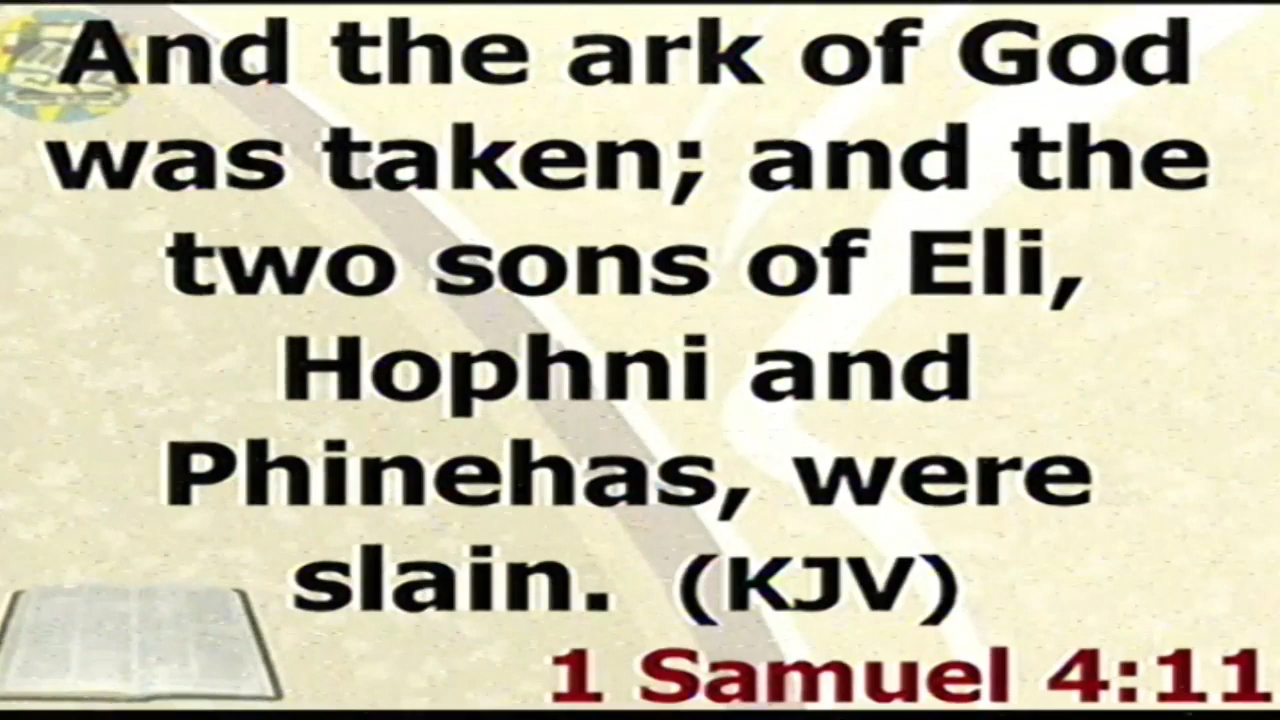 And the ark of God
was taken; and the
two sons of Eli,
Hophni and
Phinehas, were
slain. (KJV)
1 Samuel 4:11